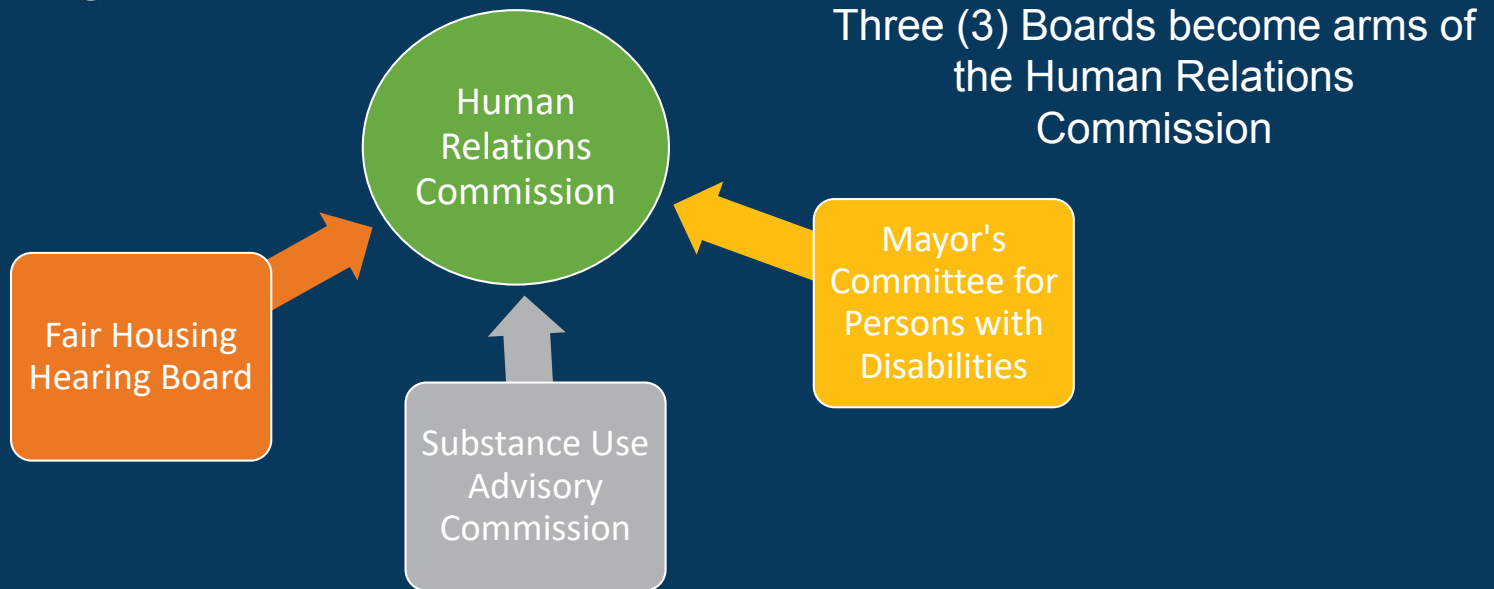 Three (3) Boards become arms of
the Human Relations
Commission
Human
Relations
Commission
Fair Housing
Hearing Board
Substance Use
Advisory
Commission
Mayor's
Committee for
Persons with
Disabilities